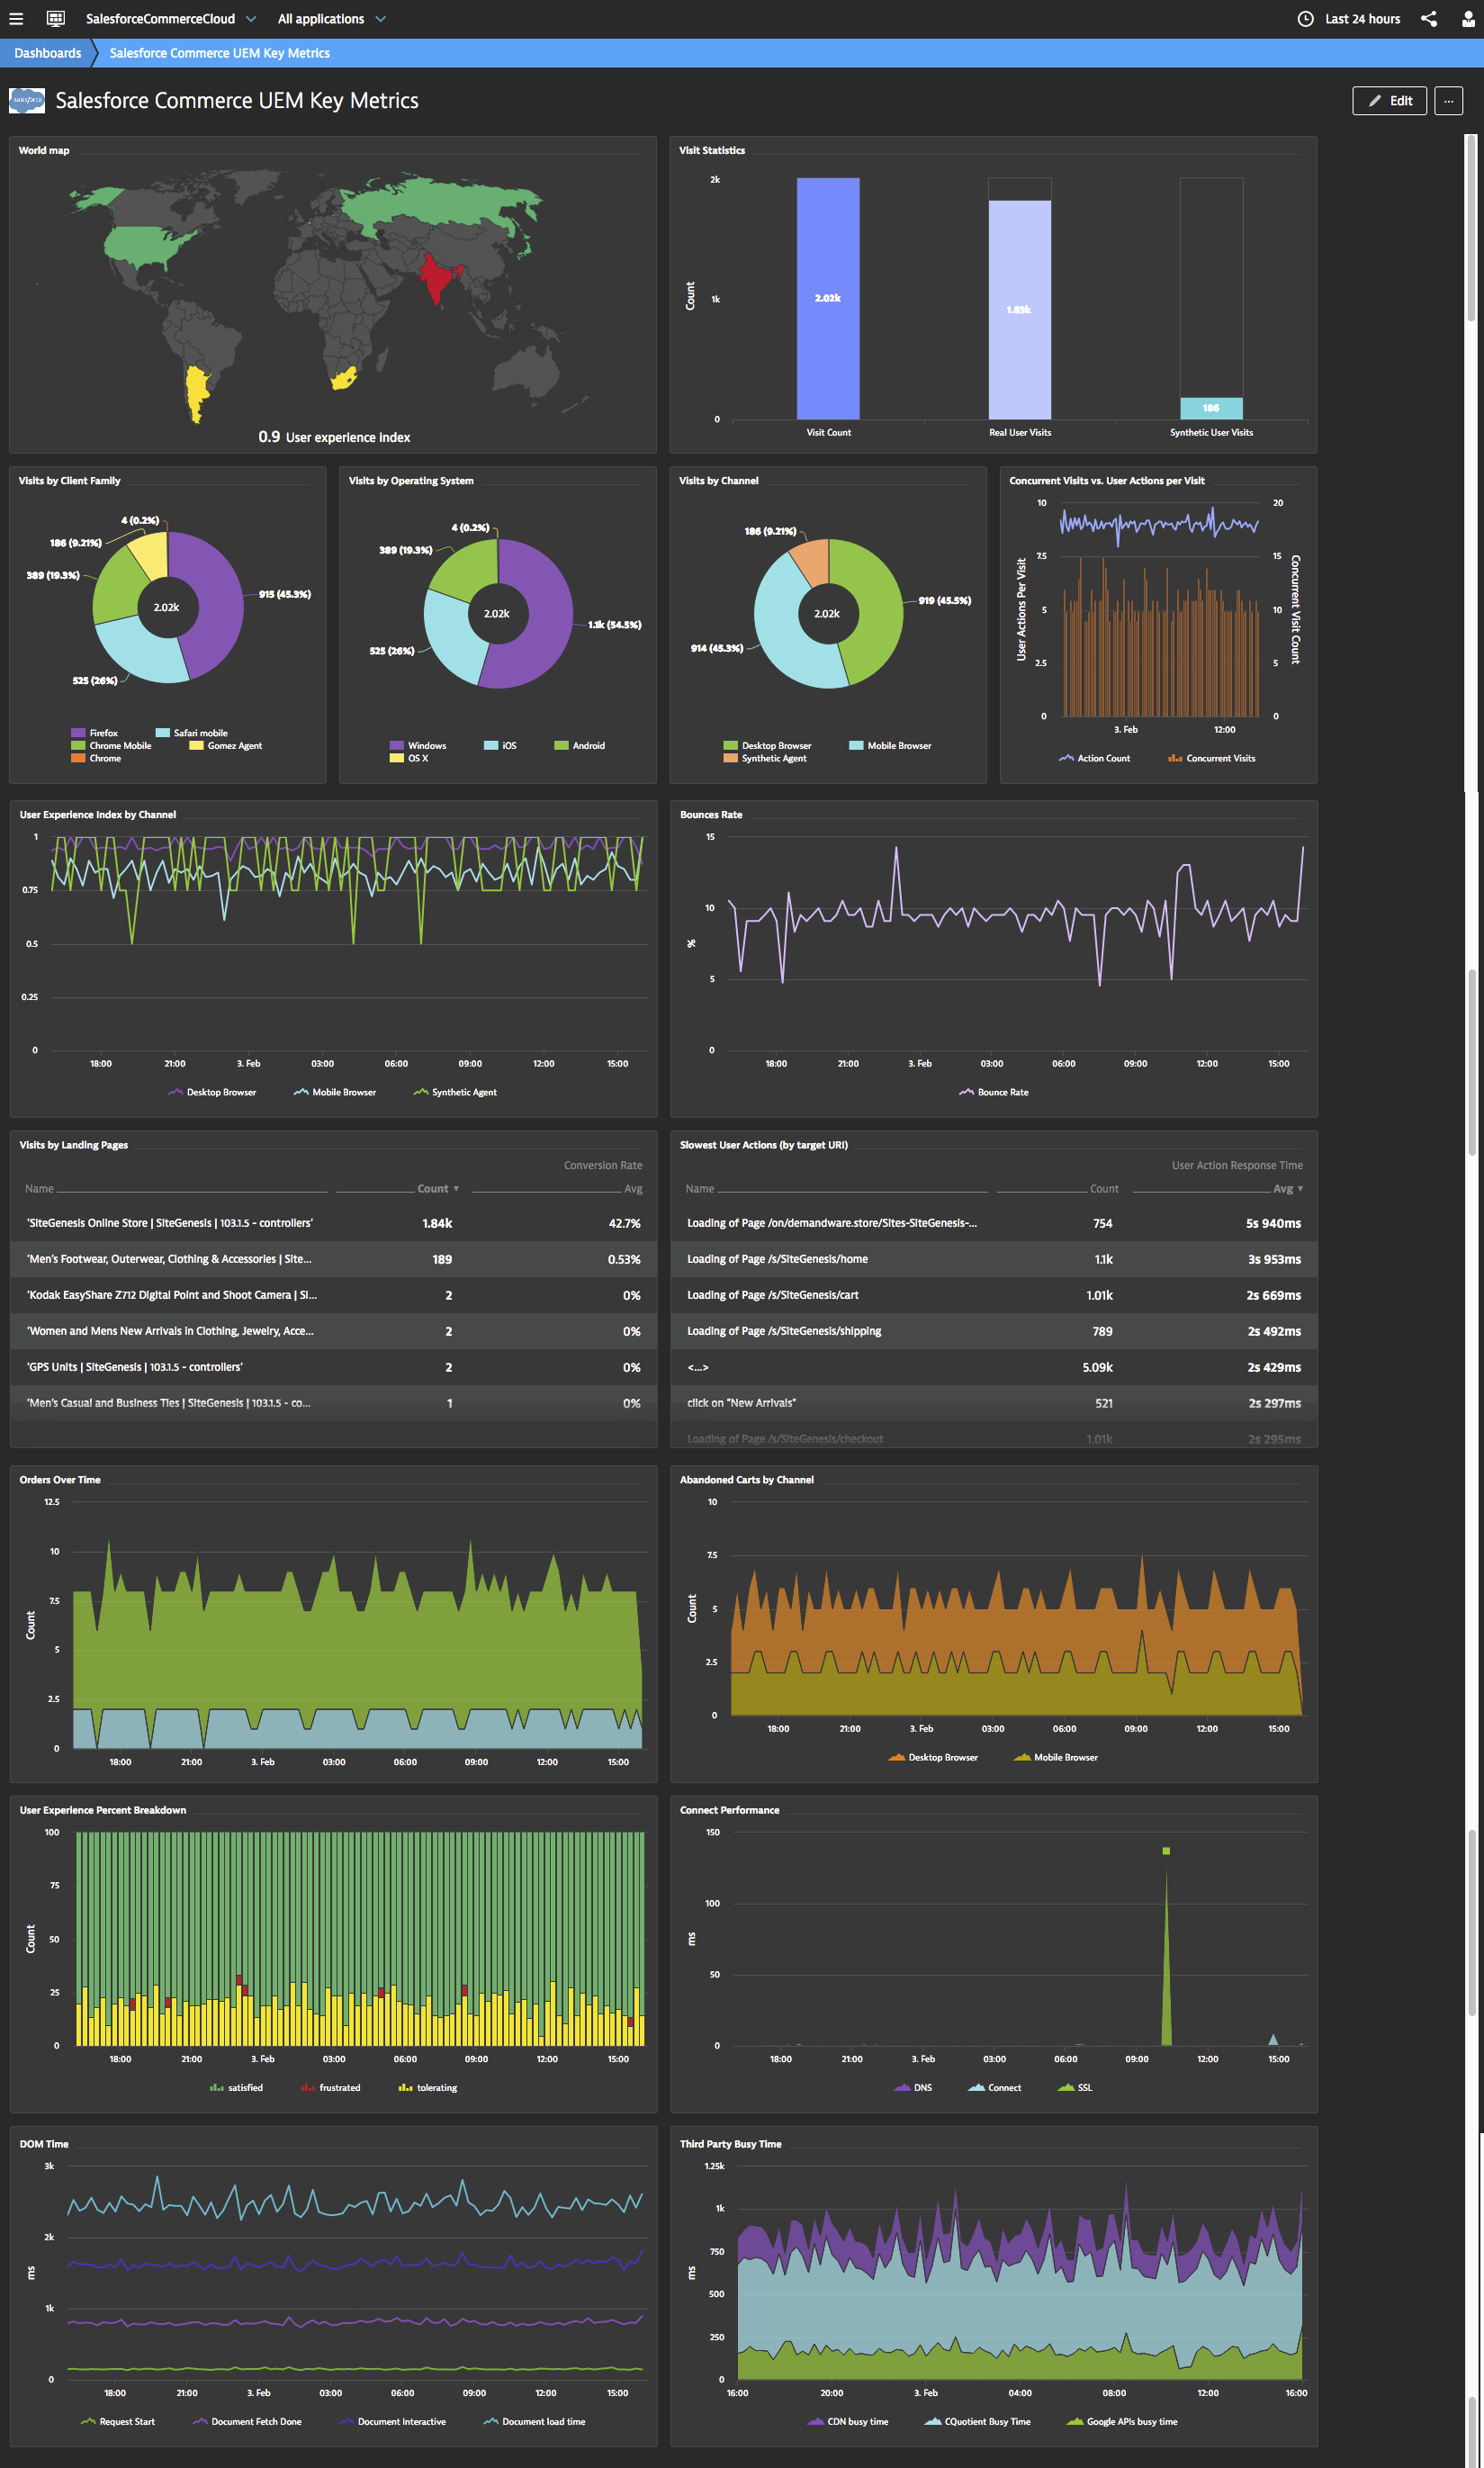 SalesforceCommerceCloud All applications Last 24 hours
Dashboards Salesforce Commerce UEM Key Metrics
salesforce Salesforce Commerce UEM Key Metrics Edit ...
World map
0.9 User experience index
Visit Statistics
2k
1k
0
Count
2.02k
1.83k
186
Visit Count Real User Visits Synthetic User Visits
Visits by Client Family
4 (0.2%)
186 (9.21%)
389 (19.3%)
915 (45.3%)
2.02k
525 (26%)
Firefox Safari mobile
Chrome Mobile Gomez Agent
Chrome
Visits by Operating System
4 (0.2%)
389 (19.3%)
2.02k
1.1k (54.5%)
525 (26%)
Windows iOS Android
OS X
Visits by Channel
186 (9.21%)
919 (45.5%)
2.02k
914 (45.3%)
Desktop Browser Mobile Browser
Synthetic Agent
Concurrent Visits vs. User Actions per Visit
10 20
7.5 15
5 10
2.5 5
0 0
User Actions Per Visit
Concurrent Visit Count
3. Feb 12:00
Action Count Concurrent Visits
User Experience Index by Channel
1
0.75
0.5
0.25
0
18:00 21:00 3. Feb 03:00 06:00 09:00 12:00 15:00
Desktop Browser Mobile Browser Synthetic Agent
Bounces Rate
15
10
%
5
0
18:00 21:00 3. Feb 03:00 06:00 09:00 12:00 15:00
Bounce Rate
Visits by Landing Pages
Conversion Rate
Name Count ▼ Avg
'SiteGenesis Online Store | SiteGenesis | 103.1.5 - controllers' 1.84k 42.7%
'Men's Footwear, Outerwear, Clothing & Accessories | Site... 189 0.53%
'Kodak EasyShare Z712 Digital Point and Shoot Camera | Si... 2 0%
'Women and Mens New Arrivals in Clothing, Jewelry, Acce... 2 0%
'GPS Units | SiteGenesis | 103.1.5 - controllers' 2 0%
'Men's Casual and Business Ties | SiteGenesis | 103.1.5 - co... 1 0%
Slowest User Actions (by target URI)
User Action Response Time
Name Count Avg ▼
Loading of Page /on/demandware.store/Sites-SiteGenesis-... 754 5s 940ms
Loading of Page /s/SiteGenesis/home 1.1k 3s 953ms
Loading of Page /s/SiteGenesis/cart 1.01k 2s 669ms
Loading of Page /s/SiteGenesis/shipping 789 2s 492ms
<...> 5.09k 2s 429ms
click on "New Arrivals" 521 2s 297ms
Loading of Page /s/SiteGenesis/checkout 1.01k 2s 295ms
Orders Over Time
12.5
10
7.5
5
2.5
0
Count
18:00 21:00 3. Feb 03:00 06:00 09:00 12:00 15:00
Abandoned Carts by Channel
10
7.5
5
2.5
0
Count
18:00 21:00 3. Feb 03:00 06:00 09:00 12:00 15:00
Desktop Browser Mobile Browser
User Experience Percent Breakdown
100
75
50
25
0
Count
18:00 21:00 3. Feb 03:00 06:00 09:00 12:00 15:00
satisfied frustrated tolerating
Connect Performance
150
100
50
0
ms
18:00 21:00 3. Feb 03:00 06:00 09:00 12:00 15:00
DNS Connect SSL
DOM Time
3k
2k
1k
0
ms
18:00 21:00 3. Feb 03:00 06:00 09:00 12:00 15:00
Request Start Document Fetch Done Document Interactive Document load time
Third Party Busy Time
1.25k
1k
750
500
250
0
ms
16:00 20:00 3. Feb 04:00 08:00 12:00 16:00
CDN busy time CQuotient Busy Time Google APIs busy time